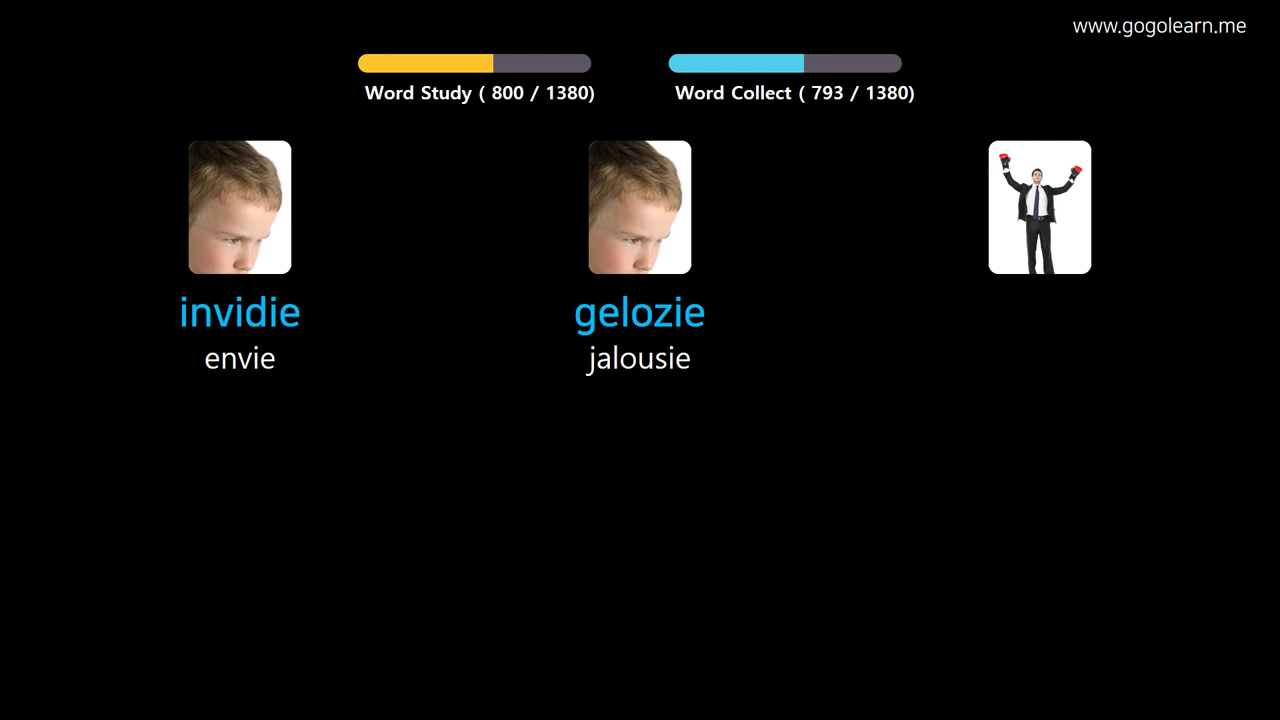 www.gogolearn.me
Word Study ( 800 / 1380)
Word Collect ( 793 / 1380)
invidie
envie
gelozie
jalousie